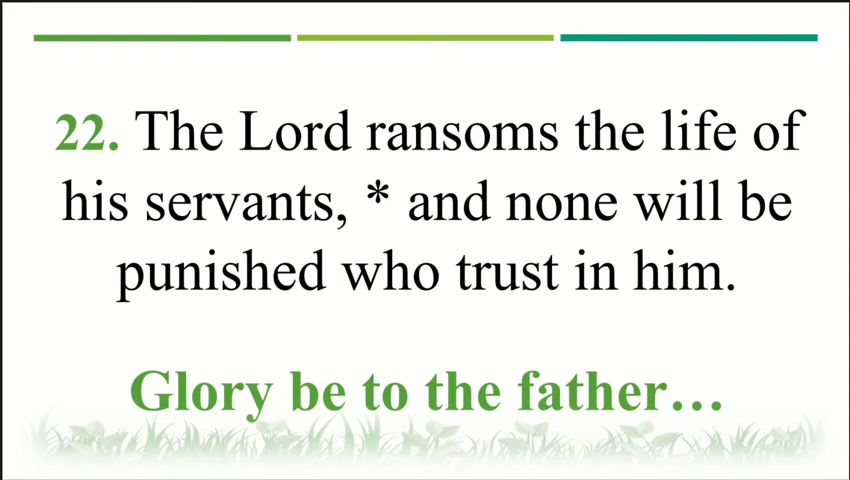 22. The Lord ransoms the life of
his servants, * and none will be
punished who trust in him.
Glory be to the father…